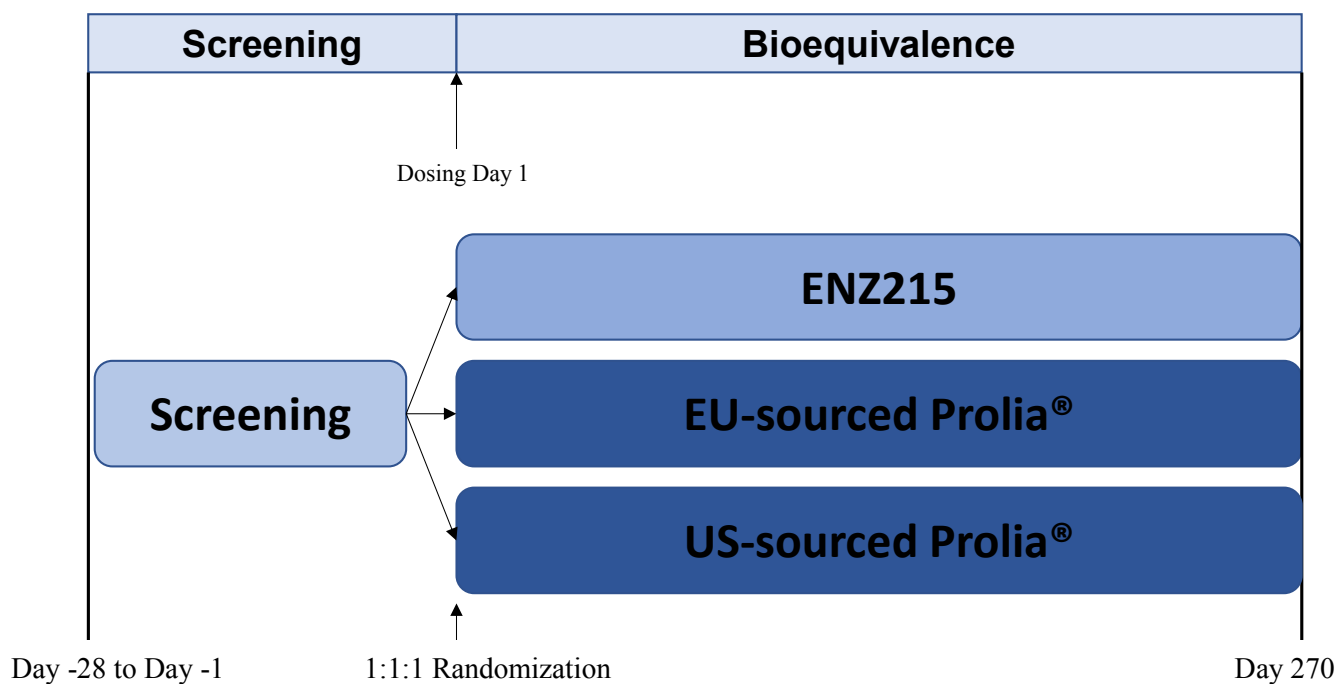 Screening
Bioequivalence
Dosing Day 1
ENZ215
Screening
EU-sourced Prolia®
US-sourced Prolia®
Day -28 to Day -1
1:1:1 Randomization
Day 270